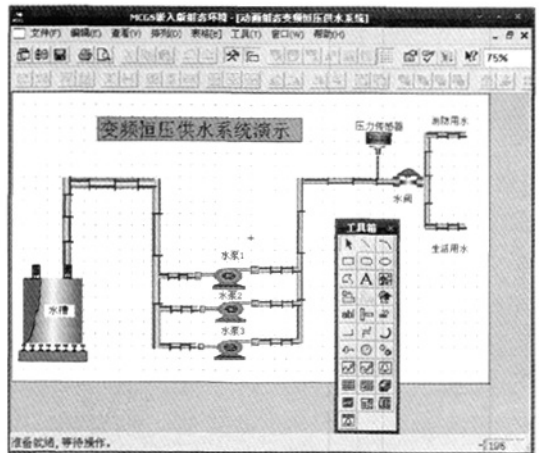 MCGS嵌入版组态环境 - [动画组态变频恒压供水系统]
文件(F) 编辑(E) 查看(V) 排列(D) 表格(B) 工具(T) 窗口(W) 帮助(H)
75%
变频恒压供水系统演示
压力传感器
消防用水
水阀
生活用水
工具箱
A
abl
水泵1
水泵2
水泵3
水槽
准备就绪,等待操作。